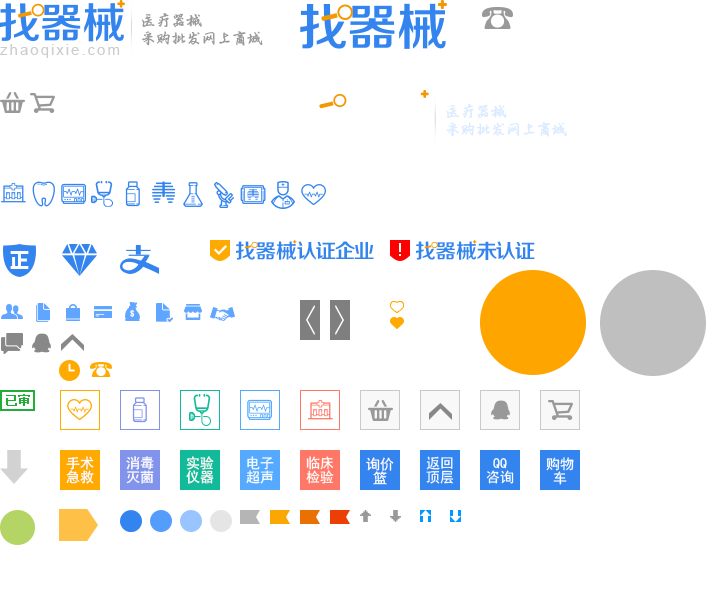 找器械
医疗器械
采购批发网上商城
zhaoqixie.com
找器械
医疗器械
采购批发网上商城
正
支
找器械认证企业
找器械未认证
已审
手术
急救
消毒
灭菌
实验
仪器
电子
超声
临床
检验
询价
篮
返回
顶层
QQ
咨询
购物
车